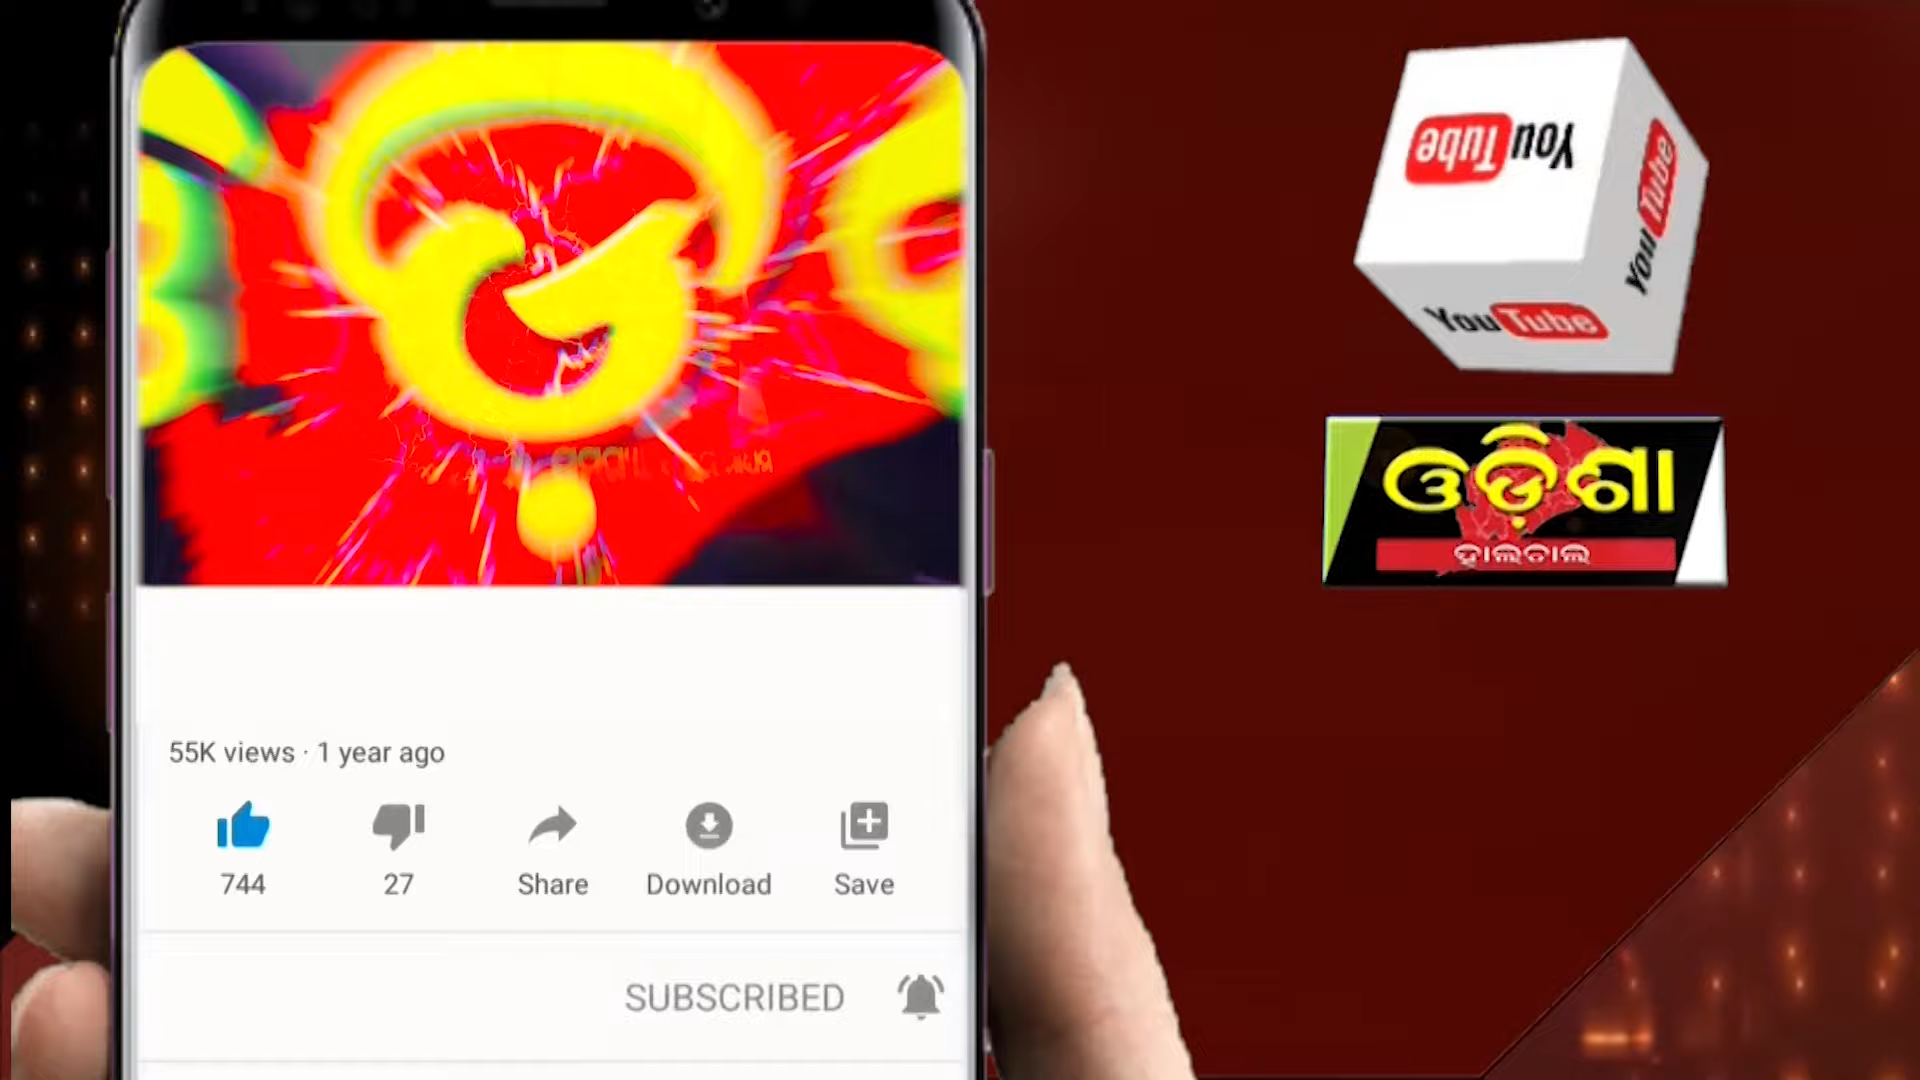 YouTube
YouTube
YouTube
ଓଡ଼ିଶା
ହାଲଚାଲ
55K views · 1 year ago
744
27
Share
Download
Save
SUBSCRIBED